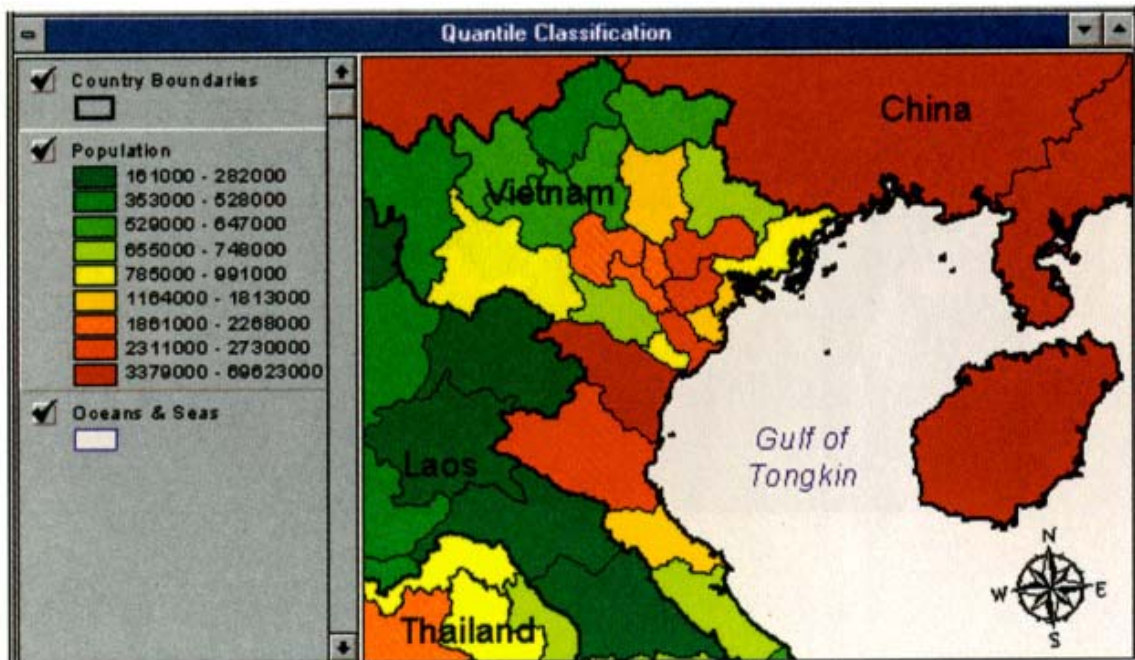 Quantile Classification
Country Boundaries
Population
161000 - 282000
353000 - 528000
529000 - 647000
655000 - 748000
785000 - 991000
1164000 - 1813000
1861000 - 2268000
2311000 - 2730000
3379000 - 69623000
Oceans & Seas
China
Vietnam
Laos
Gulf of
Tongkin
Thailand
N
W
E
S